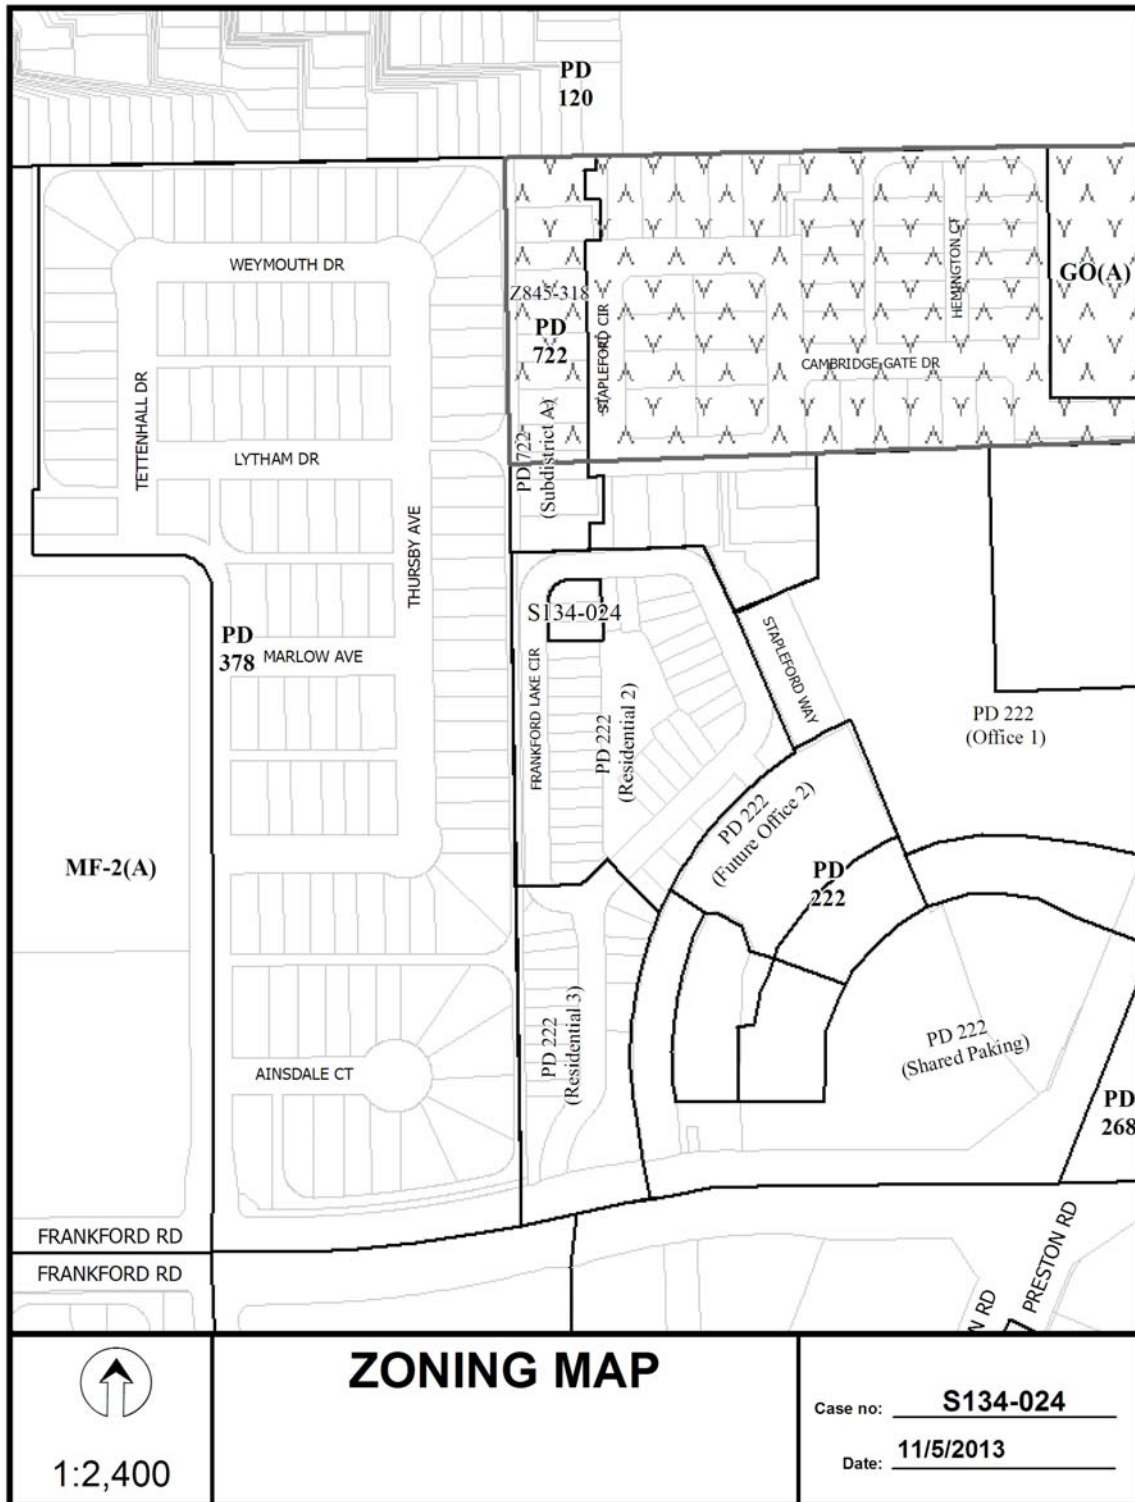 PD
120
WEYMOUTH DR
HEMINGTON CT
GO(A)
Z845-318
PD
722
STAPLEFORD CIR
CAMBRIDGE GATE DR
TETTENHALL DR
PD 722
(Subdistrict A)
LYTHAM DR
THURSBY AVE
S134-024
PD
378
MARLOW AVE
FRANKFORD LAKE CIR
STAPLEFORD WAY
PD 222
(Residential 2)
PD 222
(Office 1)
PD 222
(Future Office 2)
MF-2(A)
PD
222
PD 222
(Residential 3)
PD 222
(Shared Paking)
AINSDALE CT
PD
268
FRANKFORD RD
FRANKFORD RD
PRESTON RD
N RD
ZONING MAP
1:2,400
Case no: S134-024
Date: 11/5/2013